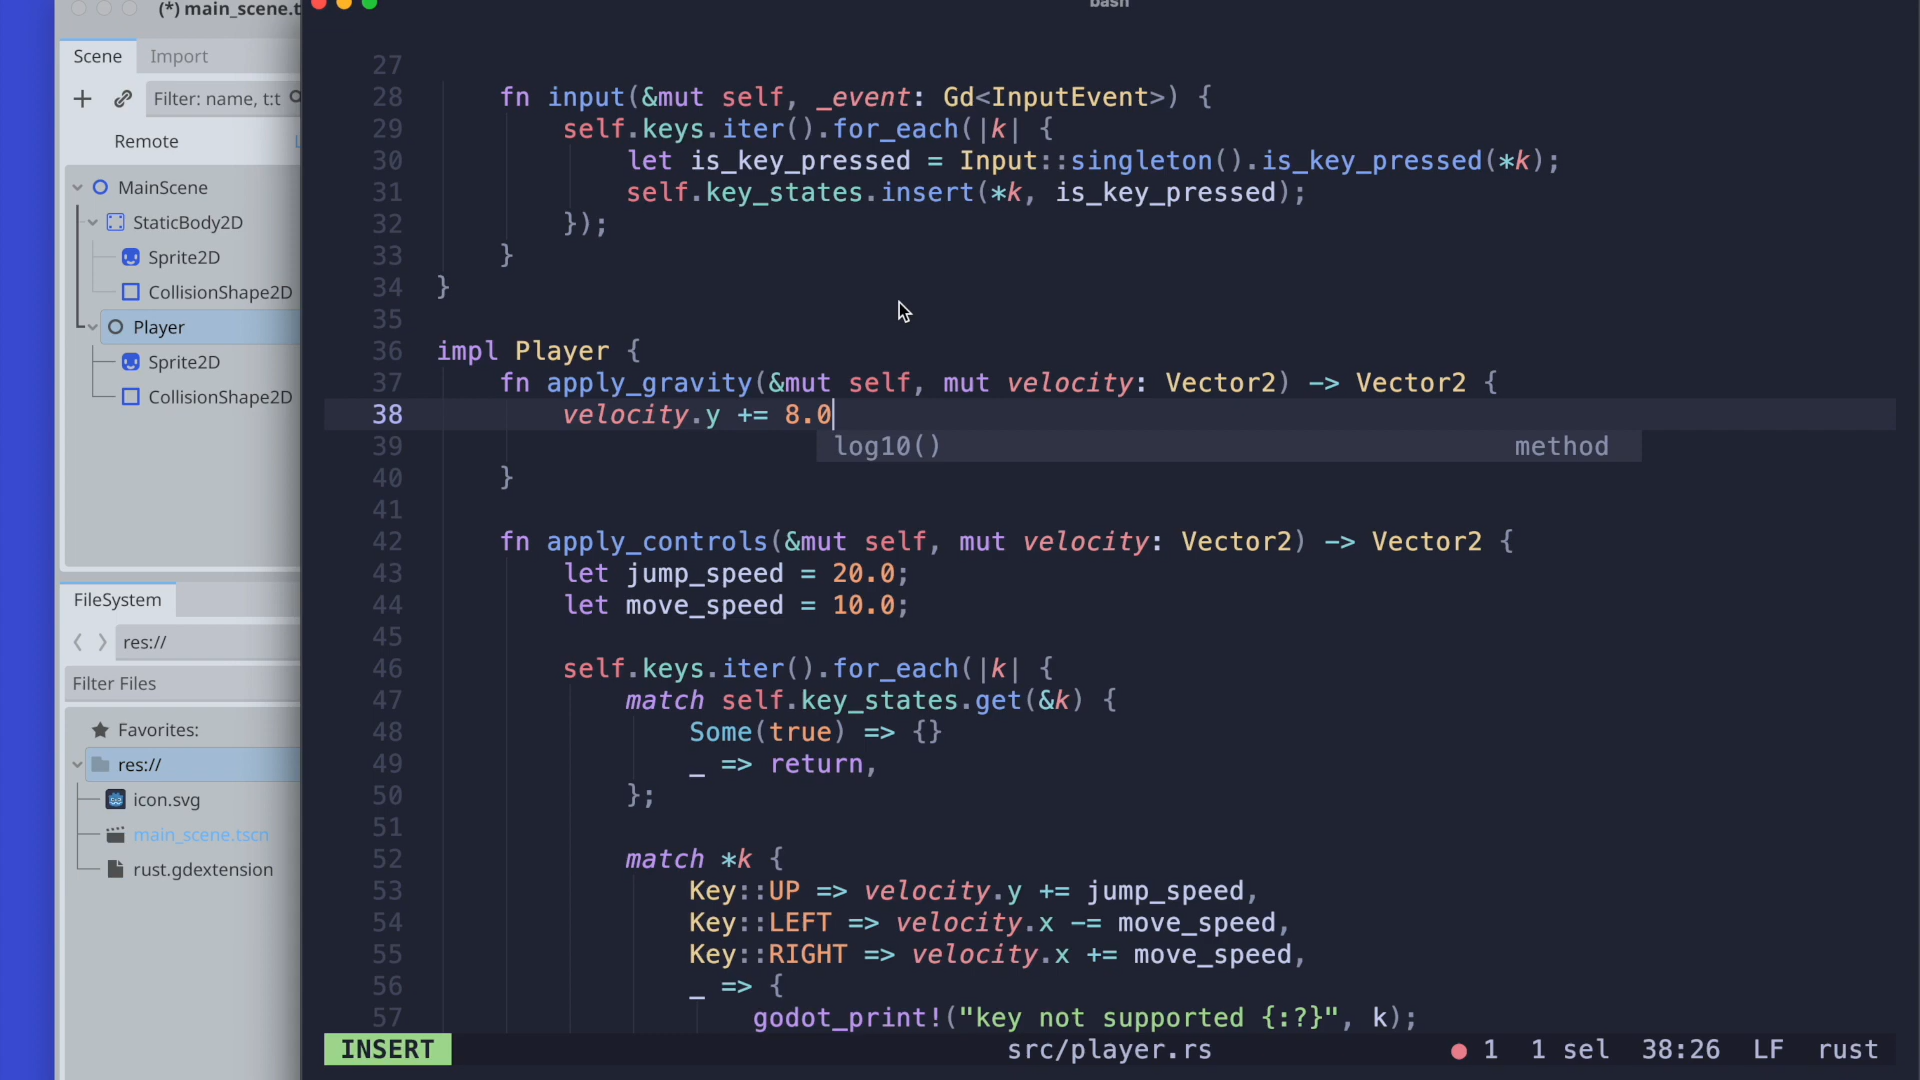 (*) main_scene.t
Scene
Import
Filter: name, t:t
Remote
L
MainScene
StaticBody2D
Sprite2D
CollisionShape2D
Player
Sprite2D
CollisionShape2D
FileSystem
res://
Filter Files
Favorites:
res://
icon.svg
main_scene.tscn
rust.gdextension
bash
27
28 fn input(&mut self, _event: Gd<InputEvent>) {
29 self.keys.iter().for_each(|k| {
30 let is_key_pressed = Input::singleton().is_key_pressed(*k);
31 self.key_states.insert(*k, is_key_pressed);
32 });
33 }
34 }
35
36 impl Player {
37 fn apply_gravity(&mut self, mut velocity: Vector2) -> Vector2 {
38 velocity.y += 8.0
39 log10() method
40 }
41
42 fn apply_controls(&mut self, mut velocity: Vector2) -> Vector2 {
43 let jump_speed = 20.0;
44 let move_speed = 10.0;
45
46 self.keys.iter().for_each(|k| {
47 match self.key_states.get(&k) {
48 Some(true) => {}
49 _ => return,
50 };
51
52 match *k {
53 Key::UP => velocity.y += jump_speed,
54 Key::LEFT => velocity.x -= move_speed,
55 Key::RIGHT => velocity.x += move_speed,
56 _ => {
57 godot_print!("key not supported {:?}", k);
INSERT src/player.rs ● 1 1 sel 38:26 LF rust